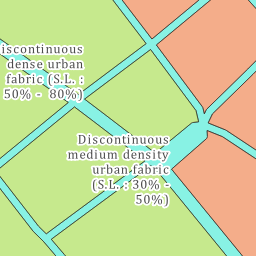 iscontinuous
dense urban
fabric (S.L. :
50% - 80%)
Discontinuous
medium density
urban fabric
(S.L. : 30% -
50%)